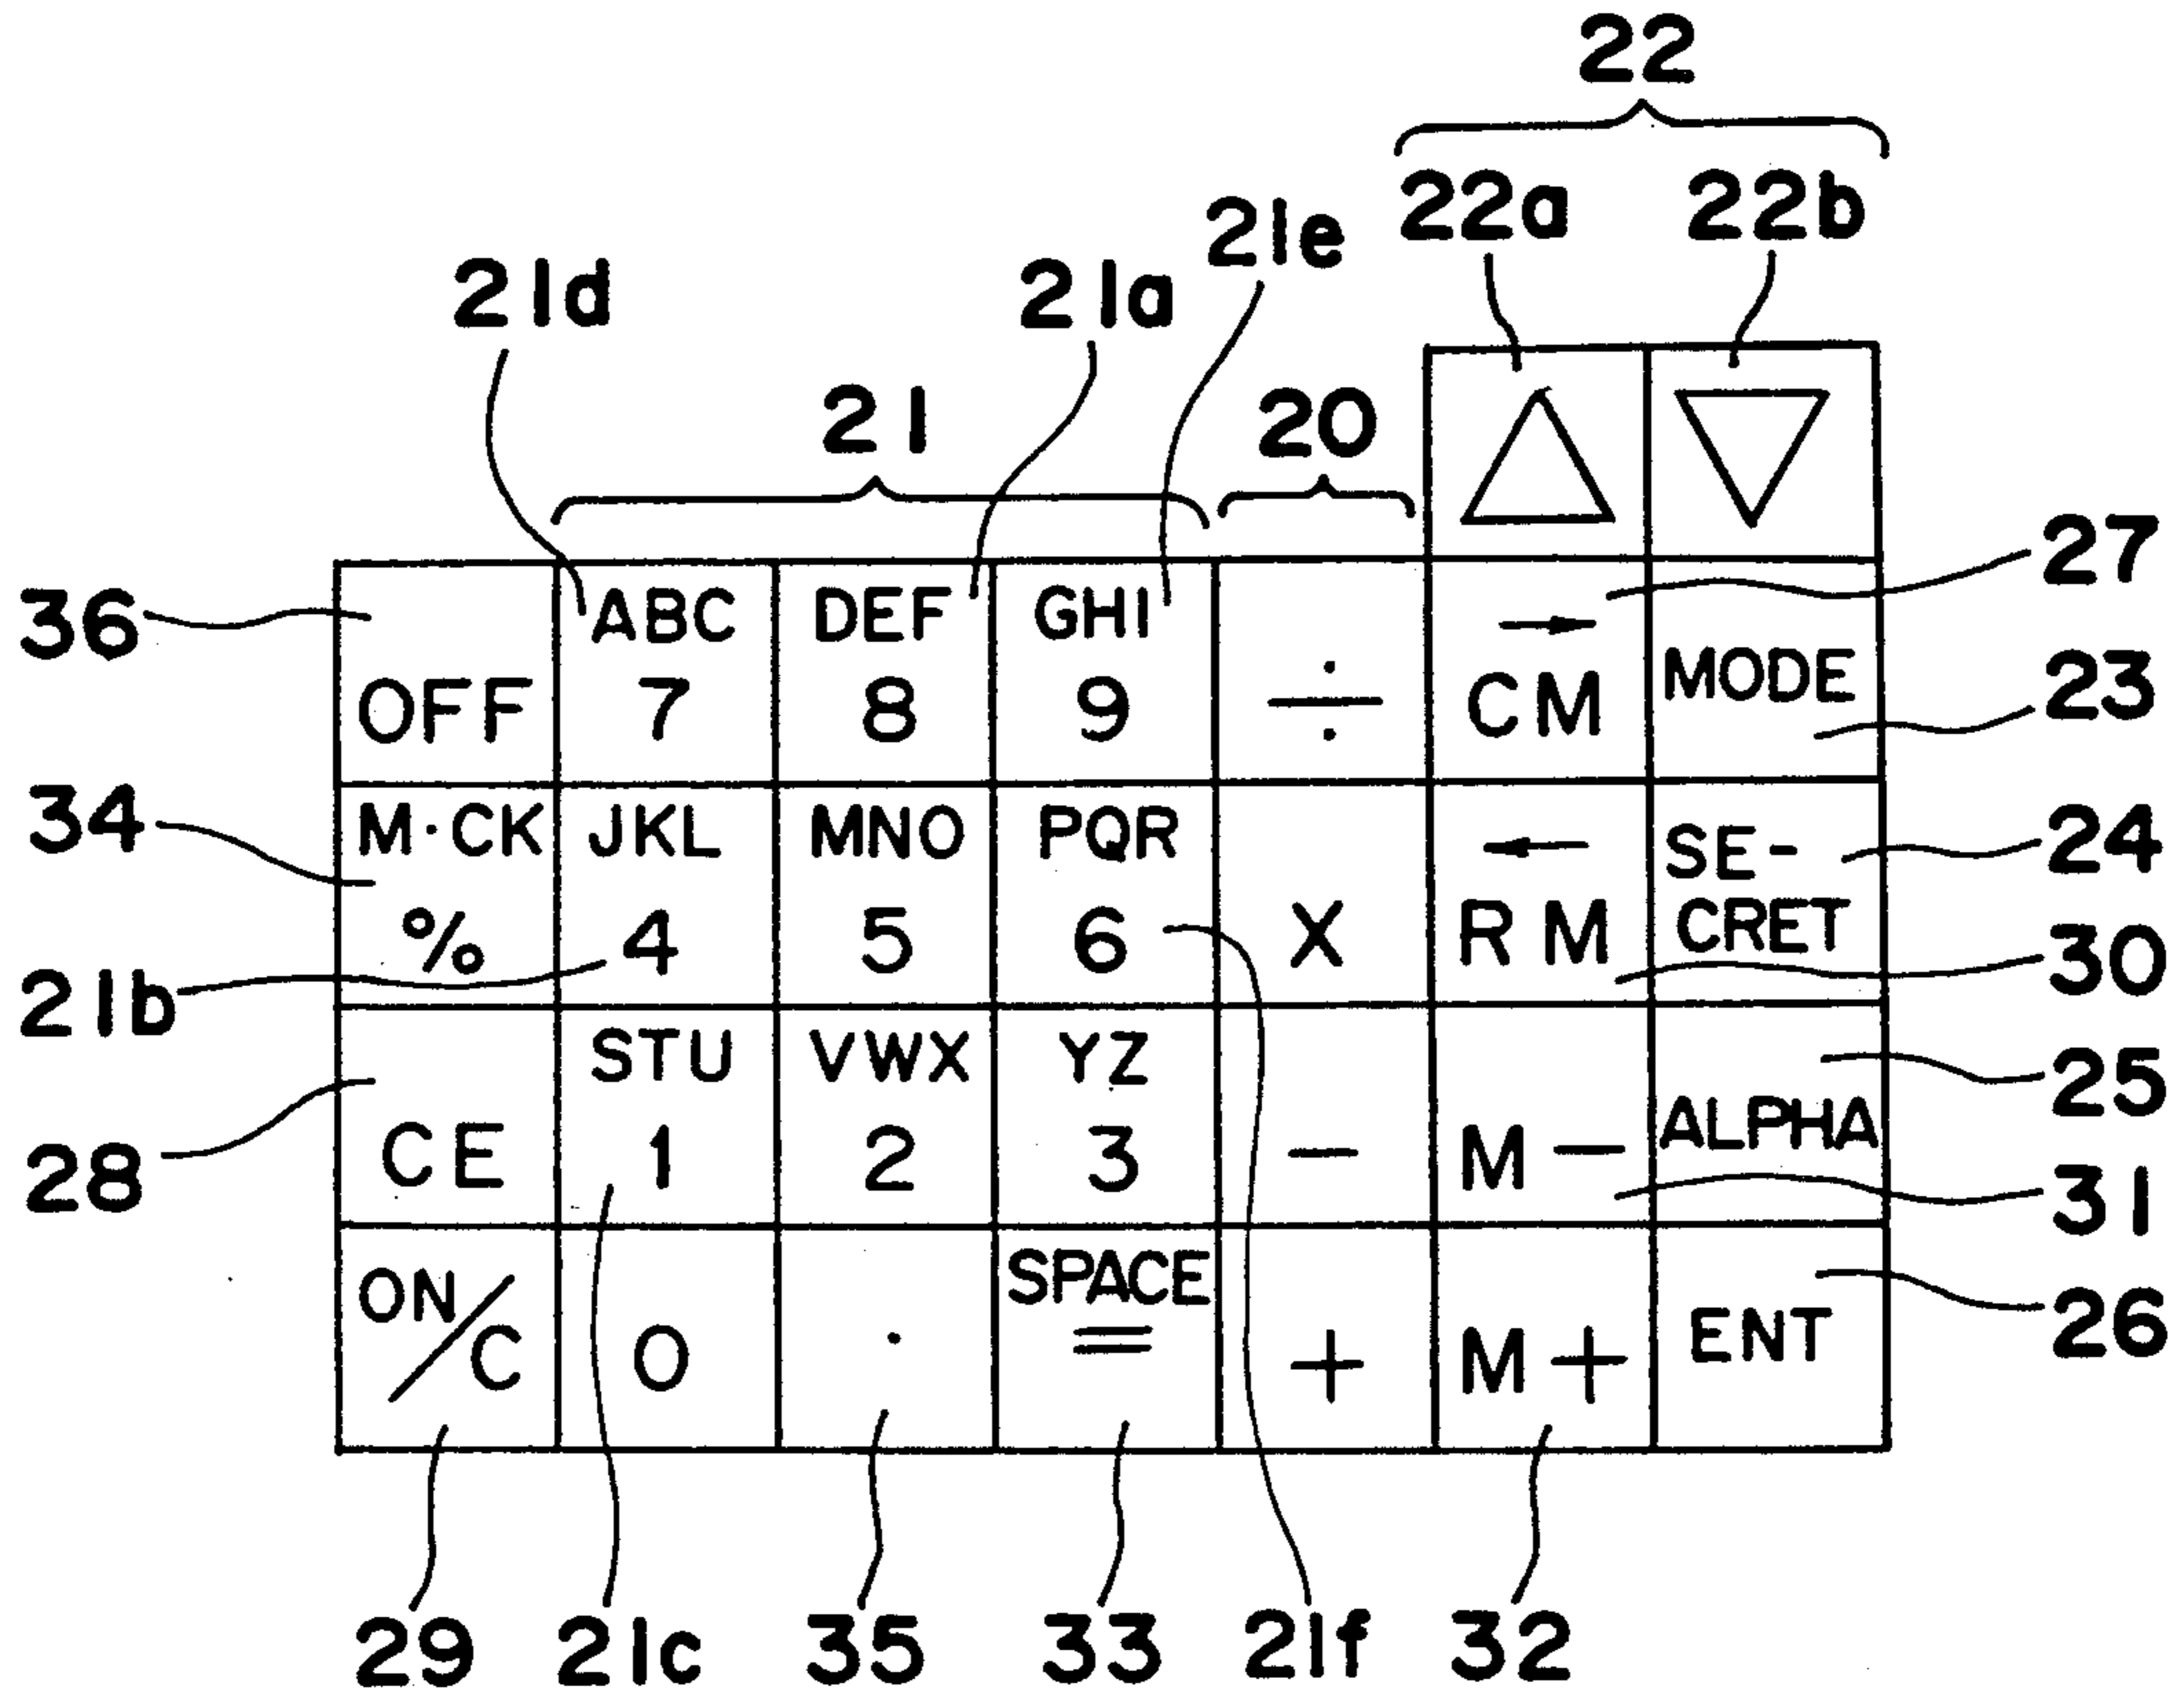 22
22a 22b
21e
21d 21a
21 20
△ ▽
27
36 ABC DEF GHI →
OFF 7 8 9 ÷ CM MODE
23
34 M·CK JKL MNO PQR ← SE- 24
% 4 5 6 X RM CRET
21b 30
STU VWX YZ 25
28 CE 1 2 3 - M- ALPHA
31
ON/C 0 . SPACE = + M+ ENT 26
29 21c 35 33 21f 32